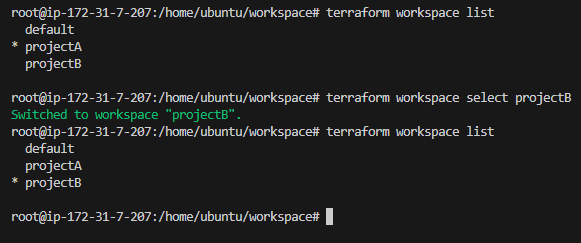 root@ip-172-31-7-207:/home/ubuntu/workspace# terraform workspace list
  default
* projectA
  projectB
root@ip-172-31-7-207:/home/ubuntu/workspace# terraform workspace select projectB
Switched to workspace "projectB".
root@ip-172-31-7-207:/home/ubuntu/workspace# terraform workspace list
  default
  projectA
* projectB
root@ip-172-31-7-207:/home/ubuntu/workspace#